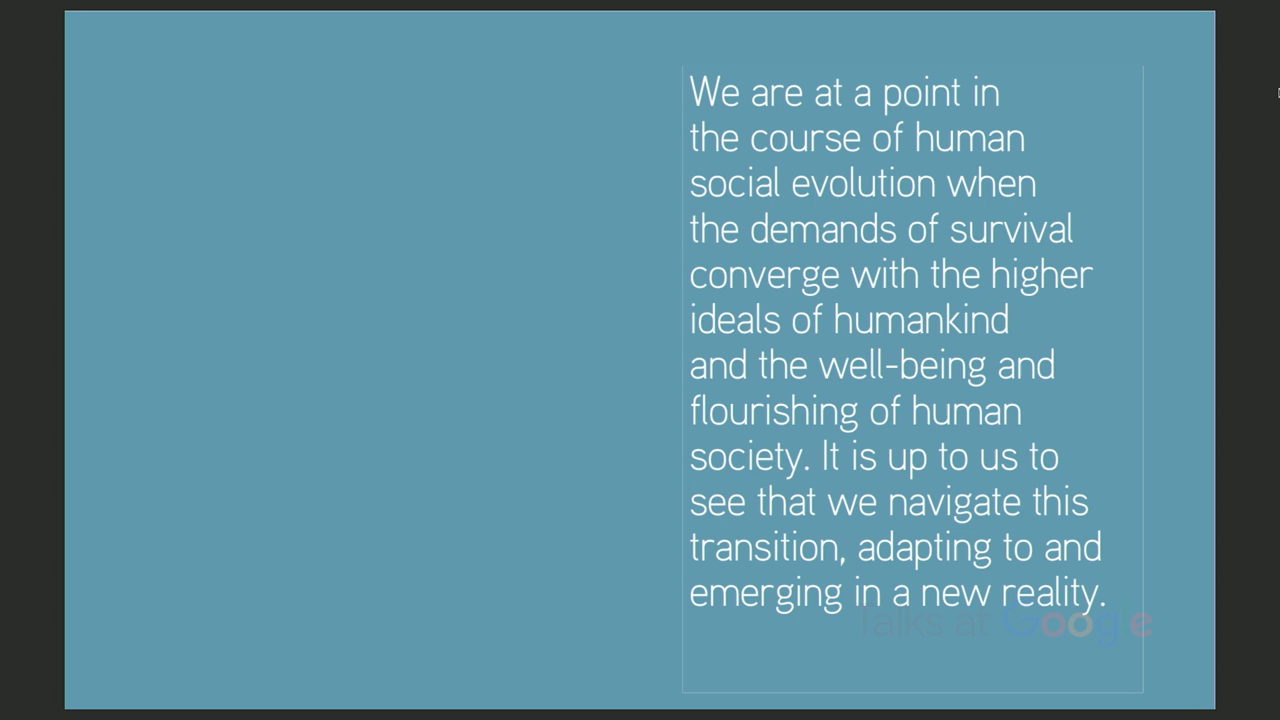 We are at a point in
the course of human
social evolution when
the demands of survival
converge with the higher
ideals of humankind
and the well-being and
flourishing of human
society. It is up to us to
see that we navigate this
transition, adapting to and
emerging in a new reality.
Talks at Google